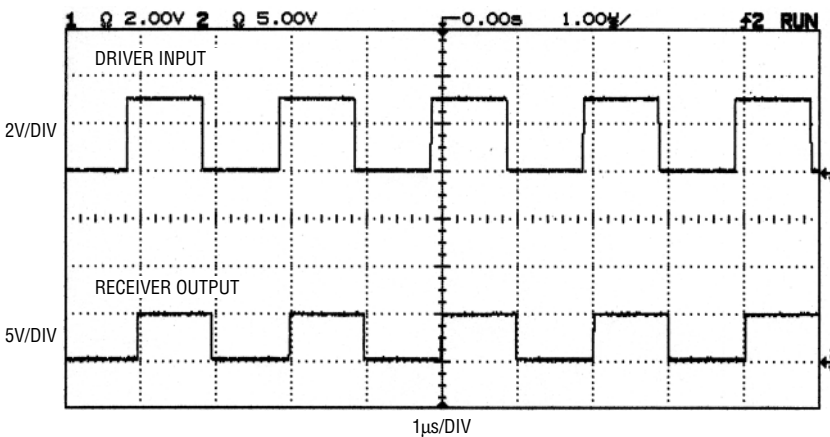 1 Ω 2.00V 2 Ω 5.00V -0.00s 1.00µs/ f2 RUN
DRIVER INPUT
2V/DIV
RECEIVER OUTPUT
5V/DIV
1µs/DIV